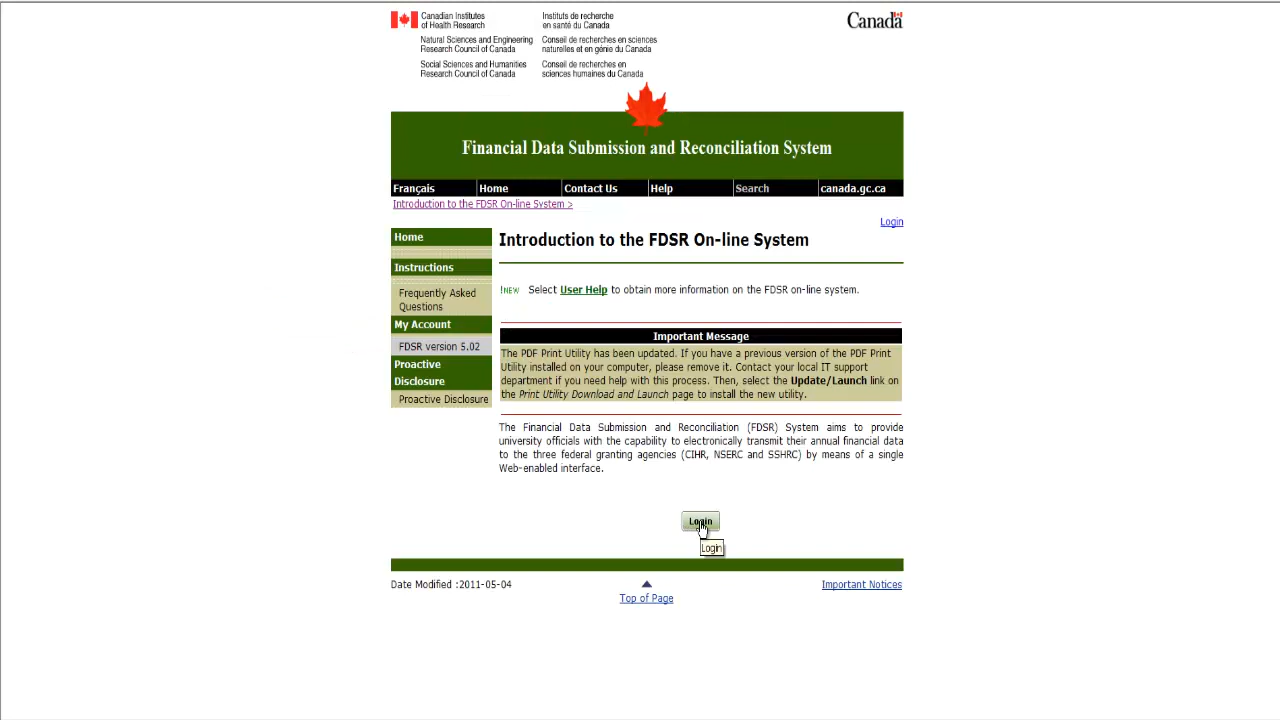 Canadian Institutes
of Health Research
Instituts de recherche
en santé du Canada
Natural Sciences and Engineering
Research Council of Canada
Conseil de recherches en sciences
naturelles et en génie du Canada
Social Sciences and Humanities
Research Council of Canada
Conseil de recherches en
sciences humaines du Canada
Canada
Financial Data Submission and Reconciliation System
Français Home Contact Us Help Search canada.gc.ca
Introduction to the FDSR On-line System >
Login
Home
Instructions
Frequently Asked
Questions
My Account
FDSR version 5.02
Proactive
Disclosure
Proactive Disclosure
Introduction to the FDSR On-line System
!NEW Select User Help to obtain more information on the FDSR on-line system.
Important Message
The PDF Print Utility has been updated. If you have a previous version of the PDF Print
Utility installed on your computer, please remove it. Contact your local IT support
department if you need help with this process. Then, select the Update/Launch link on
the Print Utility Download and Launch page to install the new utility.
The Financial Data Submission and Reconciliation (FDSR) System aims to provide
university officials with the capability to electronically transmit their annual financial data
to the three federal granting agencies (CIHR, NSERC and SSHRC) by means of a single
Web-enabled interface.
Login
Login
Date Modified :2011-05-04
Top of Page
Important Notices